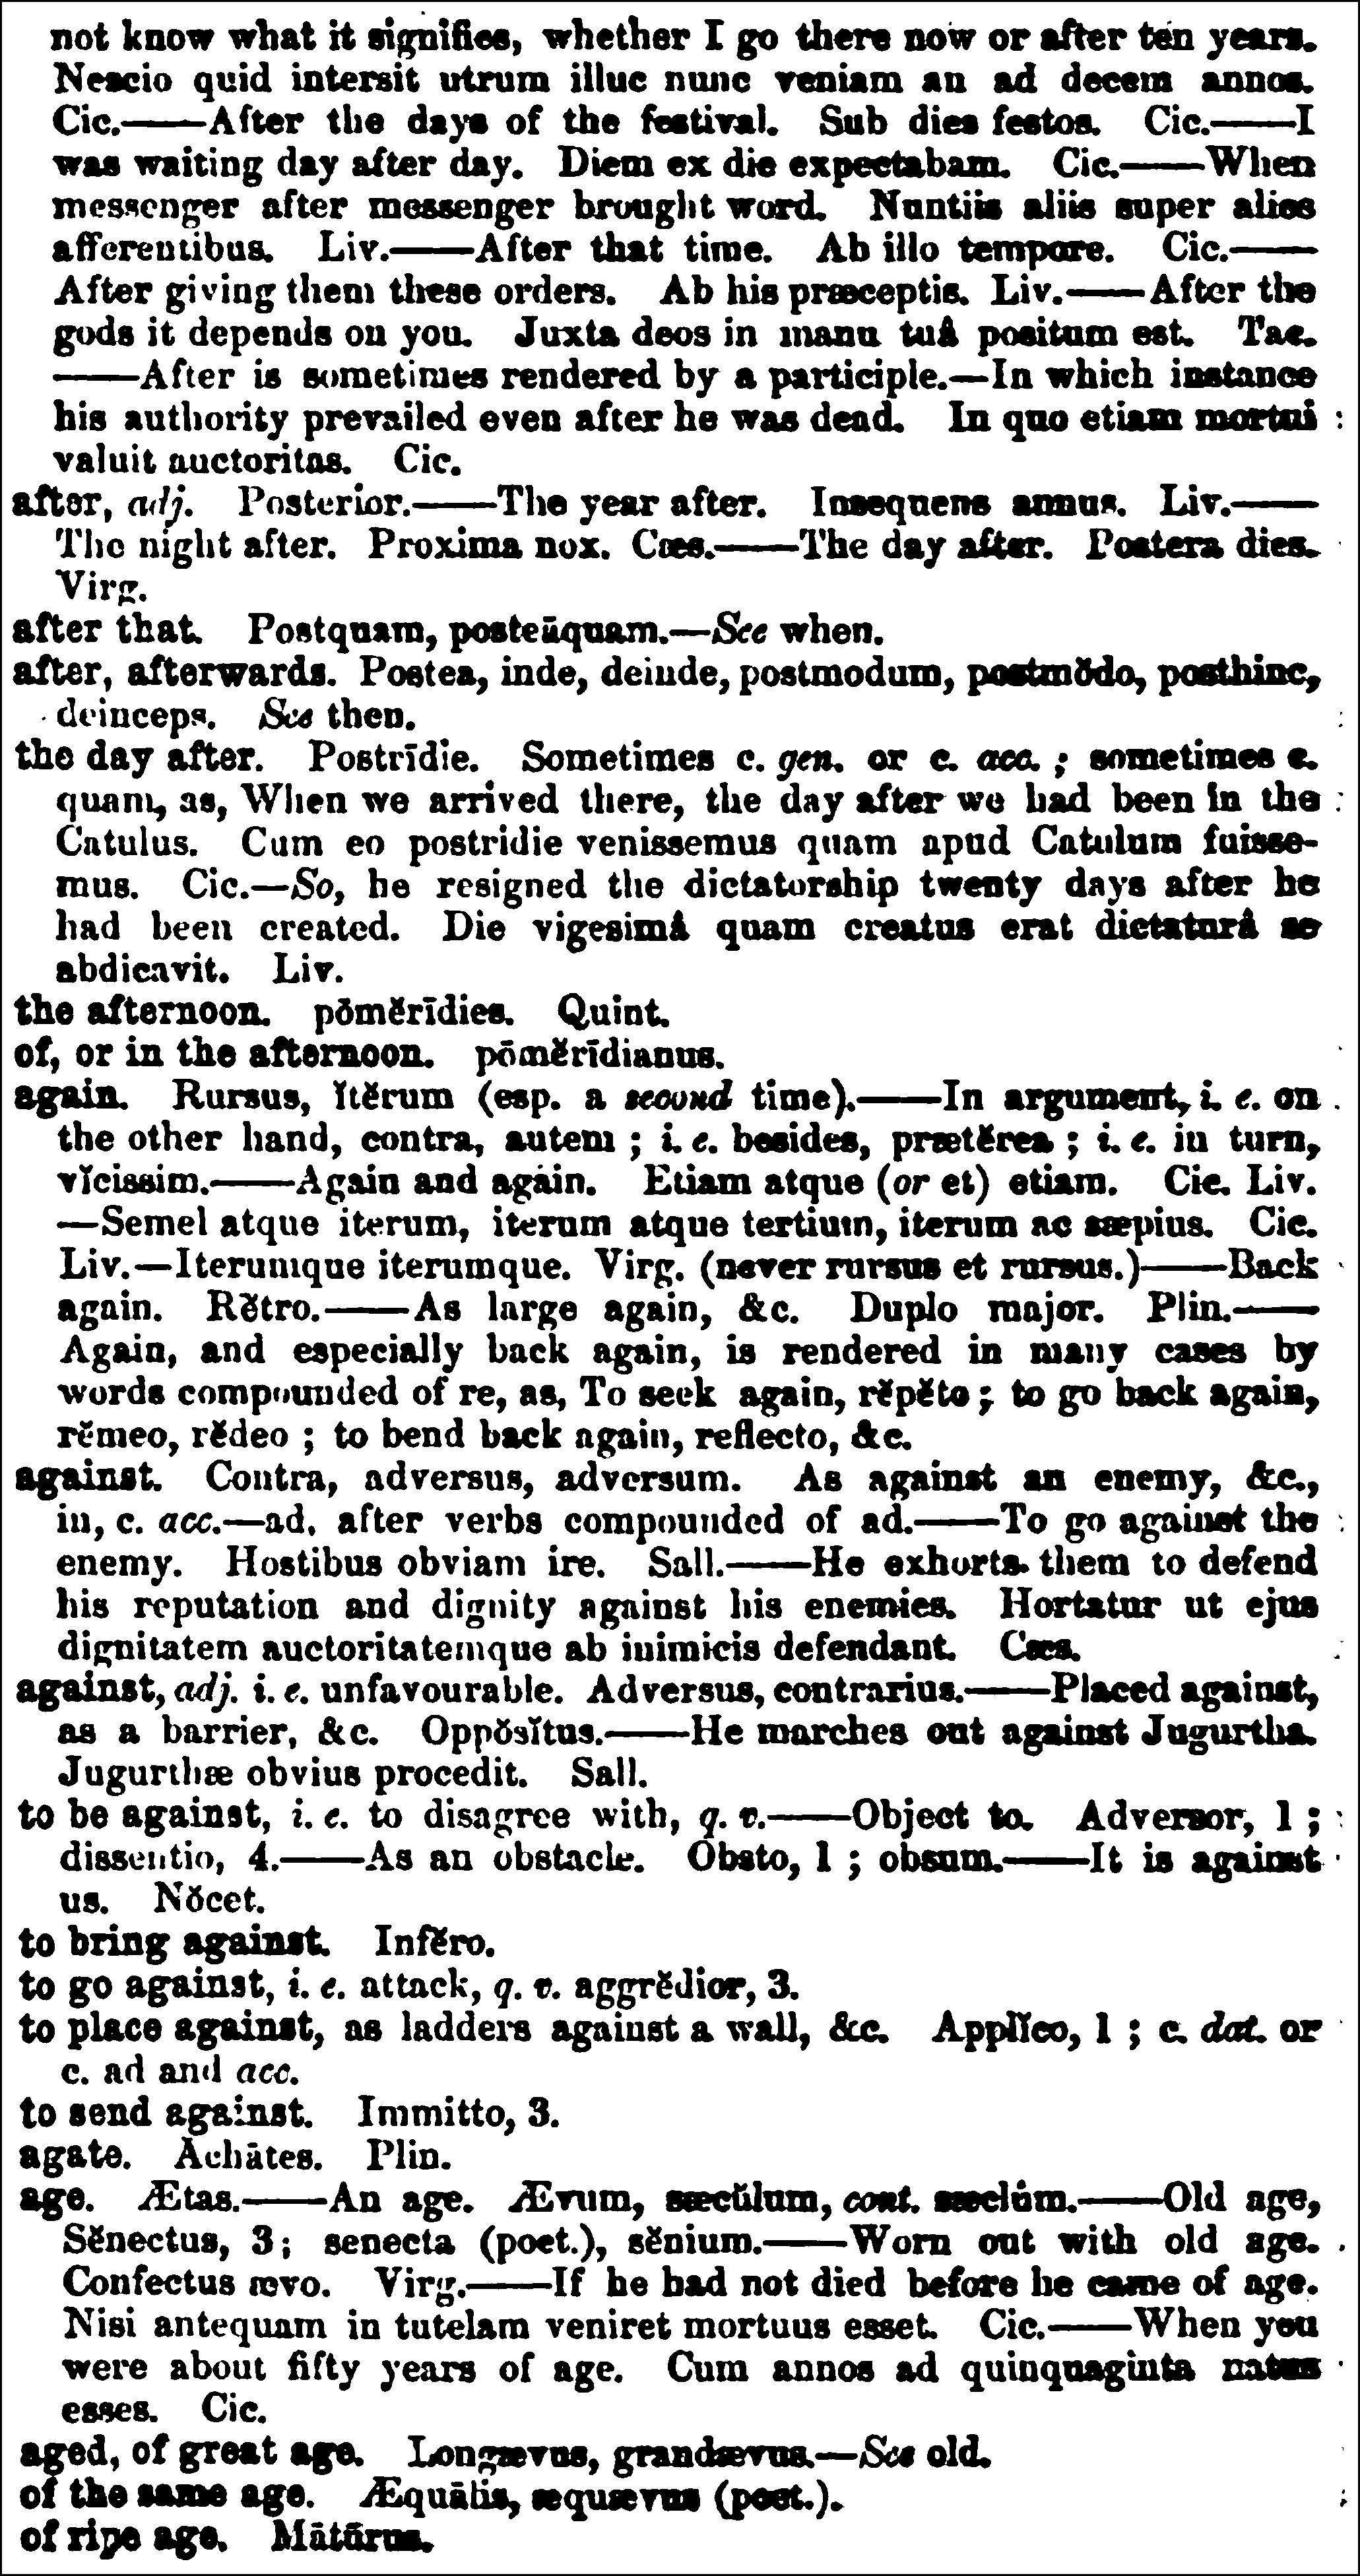 not know what it signifies, whether I go there now or after ten years.
Nescio quid intersit utrum illuc nunc veniam an ad decem annos.
Cic.——After the days of the festival. Sub dies festos. Cic.——I
was waiting day after day. Diem ex die expectabam. Cic.——When
messenger after messenger brought word. Nuntiis aliis super alios
afferentibus. Liv.——After that time. Ab illo tempore. Cic.——
After giving them these orders. Ab his præceptis. Liv.——After the
gods it depends on you. Juxta deos in manu tuâ positum est. Tac.
——After is sometimes rendered by a participle.—In which instance
his authority prevailed even after he was dead. In quo etiam mortui
valuit auctoritas. Cic.
after, adj. Posterior.——The year after. Insequens annus. Liv.——
The night after. Proxima nox. Cæs.——The day after. Postera dies.
Virg.
after that. Postquam, posteāquam.—See when.
after, afterwards. Postea, inde, deinde, postmodum, postmŏdo, posthinc,
deinceps. See then.
the day after. Postrīdie. Sometimes c. gen. or c. acc. ; sometimes c.
quam, as, When we arrived there, the day after we had been in the
Catulus. Cum eo postridie venissemus quam apud Catulum fuisse-
mus. Cic.—So, he resigned the dictatorship twenty days after he
had been created. Die vigesimâ quam creatus erat dictaturâ se
abdicavit. Liv.
the afternoon. pōmĕrīdies. Quint.
of, or in the afternoon. pōmĕrīdianus.
again. Rursus, ĭtĕrum (esp. a second time).——In argument, i. e. on
the other hand, contra, autem ; i. e. besides, prætĕrea ; i. e. in turn,
vĭcissim.——Again and again. Etiam atque (or et) etiam. Cic. Liv.
—Semel atque iterum, iterum atque tertium, iterum ac sæpius. Cic.
Liv.—Iterumque iterumque. Virg. (never rursus et rursus.)——Back
again. Rĕtro.——As large again, &c. Duplo major. Plin.——
Again, and especially back again, is rendered in many cases by
words compounded of re, as, To seek again, rĕpĕto ; to go back again,
rĕmeo, rĕdeo ; to bend back again, reflecto, &c.
against. Contra, adversus, adversum. As against an enemy, &c.,
in, c. acc.—ad, after verbs compounded of ad.——To go against the
enemy. Hostibus obviam ire. Sall.——He exhorts them to defend
his reputation and dignity against his enemies. Hortatur ut ejus
dignitatem auctoritatemque ab inimicis defendant. Cæs.
against, adj. i. e. unfavourable. Adversus, contrarius.——Placed against,
as a barrier, &c. Oppŏsĭtus.——He marches out against Jugurtha.
Jugurthæ obvius procedit. Sall.
to be against, i. e. to disagree with, q. v.——Object to. Adversor, 1 ;
dissentio, 4.——As an obstacle. Obsto, 1 ; obsum.——It is against
us. Nŏcet.
to bring against. Infĕro.
to go against, i. e. attack, q. v. aggrĕdior, 3.
to place against, as ladders against a wall, &c. Applĭco, 1 ; c. dat. or
c. ad and acc.
to send against. Immitto, 3.
agate. Achātes. Plin.
age. Ætas.——An age. Ævum, sæcŭlum, cont. sæclûm.——Old age,
Sĕnectus, 3; senecta (poet.), sĕnium.——Worn out with old age.
Confectus ævo. Virg.——If he had not died before he came of age.
Nisi antequam in tutelam veniret mortuus esset. Cic.——When you
were about fifty years of age. Cum annos ad quinquaginta natus
esses. Cic.
aged, of great age. Longævus, grandævus.—See old.
of the same age. Æquālis, æquævus (poet.).
of ripe age. Mātūrus.